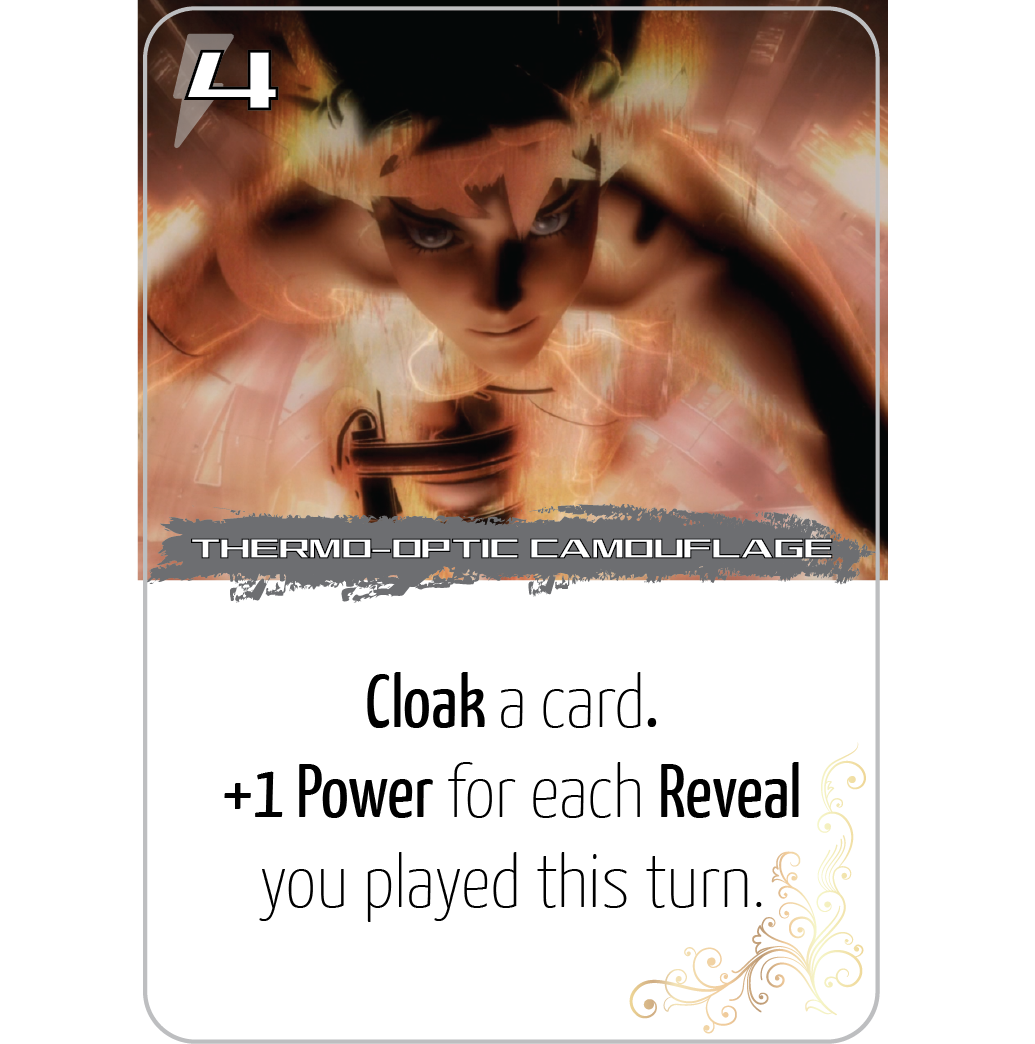 4
THERMO-OPTIC CAMOUFLAGE
Cloak a card.
+1 Power for each Reveal
you played this turn.